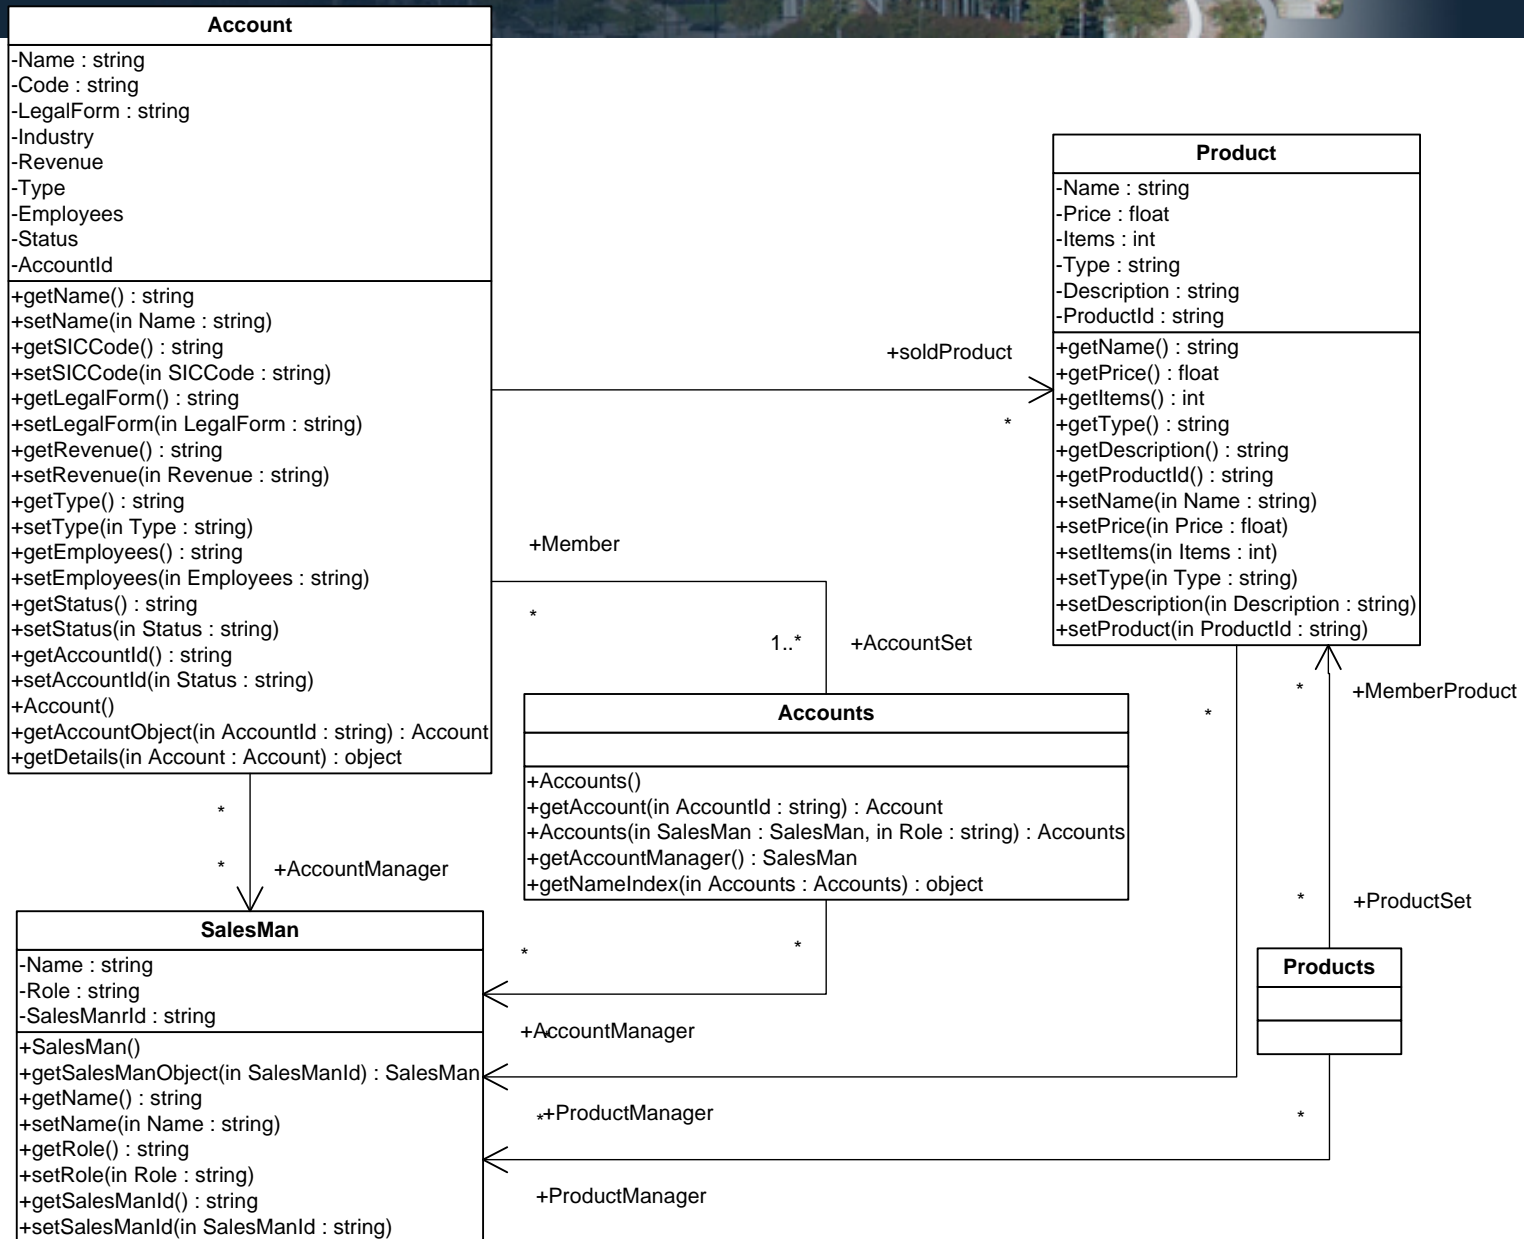 Account
-Name : string
-Code : string
-LegalForm : string
-Industry
-Revenue
-Type
-Employees
-Status
-AccountId
+getName() : string
+setName(in Name : string)
+getSICCode() : string
+setSICCode(in SICCode : string)
+getLegalForm() : string
+setLegalForm(in LegalForm : string)
+getRevenue() : string
+setRevenue(in Revenue : string)
+getType() : string
+setType(in Type : string)
+getEmployees() : string
+setEmployees(in Employees : string)
+getStatus() : string
+setStatus(in Status : string)
+getAccountId() : string
+setAccountId(in Status : string)
+Account()
+getAccountObject(in AccountId : string) : Account
+getDetails(in Account : Account) : object
Product
-Name : string
-Price : float
-Items : int
-Type : string
-Description : string
-ProductId : string
+getName() : string
+getPrice() : float
+getItems() : int
+getType() : string
+getDescription() : string
+getProductId() : string
+setName(in Name : string)
+setPrice(in Price : float)
+setItems(in Items : int)
+setType(in Type : string)
+setDescription(in Description : string)
+setProduct(in ProductId : string)
+soldProduct
*
+Member
*
1..*
+AccountSet
Accounts
+Accounts()
+getAccount(in AccountId : string) : Account
+Accounts(in SalesMan : SalesMan, in Role : string) : Accounts
+getAccountManager() : SalesMan
+getNameIndex(in Accounts : Accounts) : object
*
*
+MemberProduct
*
+ProductSet
Products
*
*
+AccountManager
SalesMan
-Name : string
-Role : string
-SalesManrId : string
+SalesMan()
+getSalesManObject(in SalesManId) : SalesMan
+getName() : string
+setName(in Name : string)
+getRole() : string
+setRole(in Role : string)
+getSalesManId() : string
+setSalesManId(in SalesManId : string)
*
*
+AccountManager
*
*
+ProductManager
*
+ProductManager